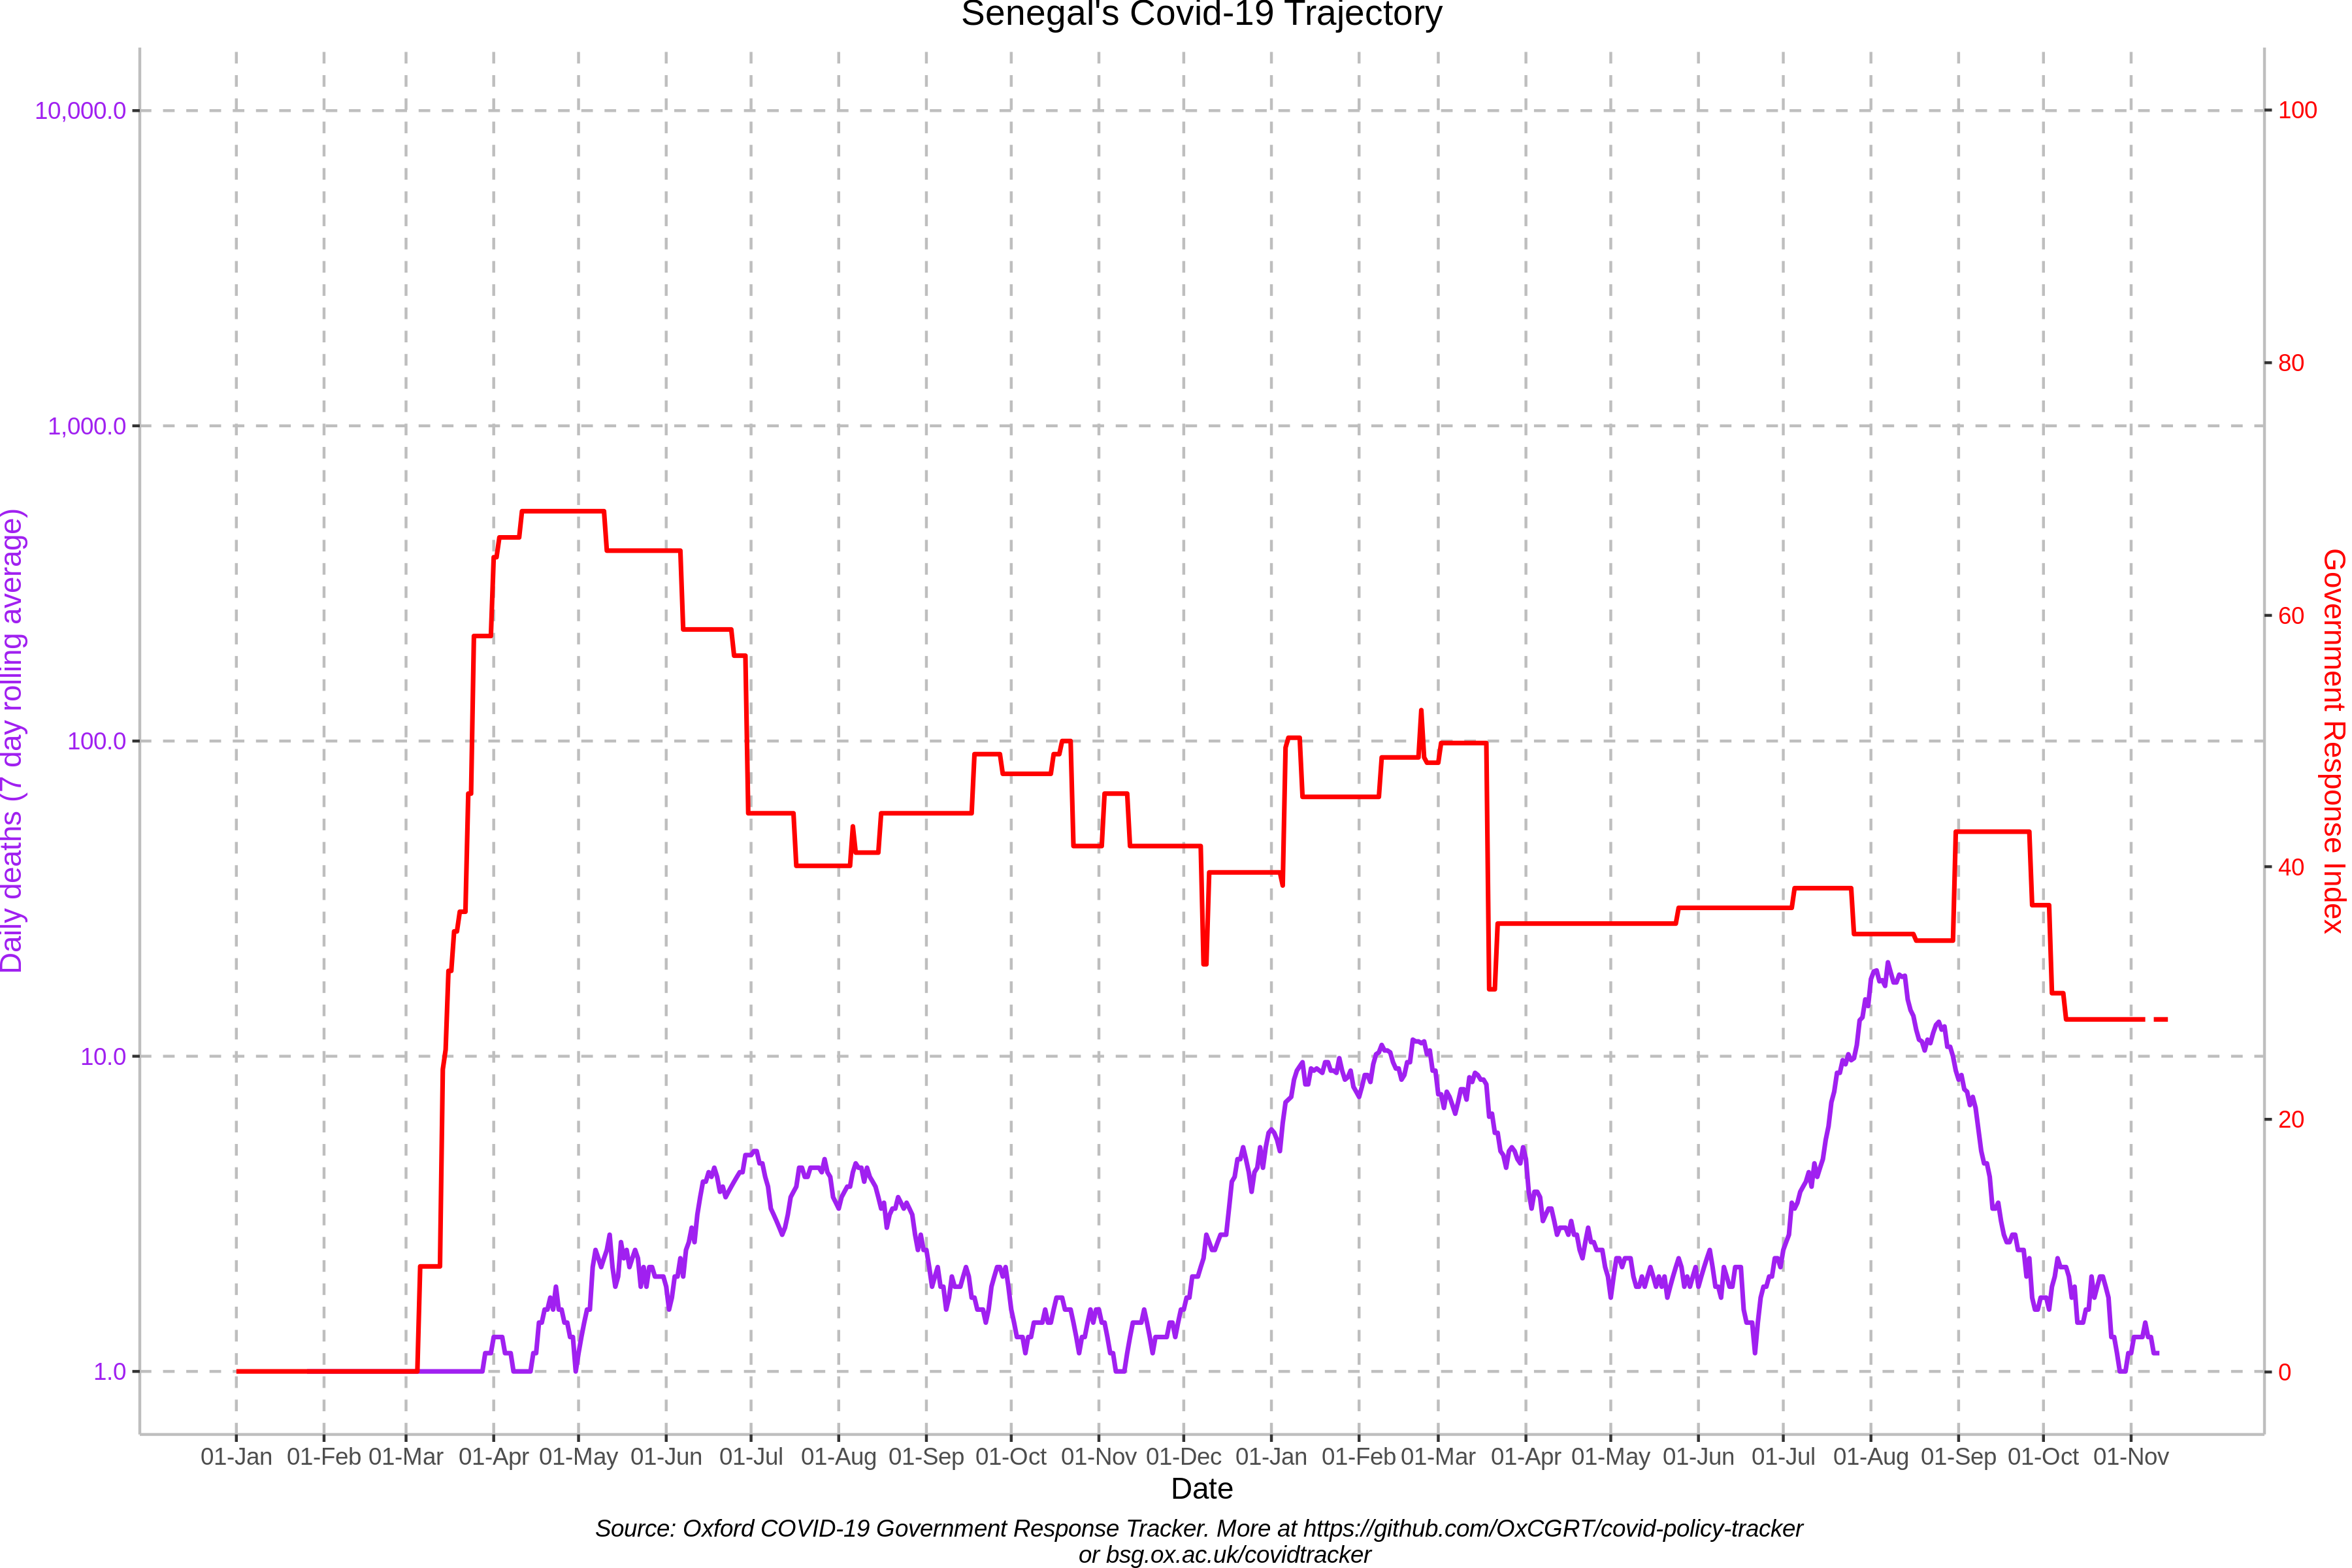 Senegal's Covid-19 Trajectory
10,000.0
1,000.0
100.0
10.0
1.0
Daily deaths (7 day rolling average)
100
80
60
40
20
0
Government Response Index
01-Jan 01-Feb 01-Mar 01-Apr 01-May 01-Jun 01-Jul 01-Aug 01-Sep 01-Oct 01-Nov 01-Dec 01-Jan 01-Feb 01-Mar 01-Apr 01-May 01-Jun 01-Jul 01-Aug 01-Sep 01-Oct 01-Nov
Date
Source: Oxford COVID-19 Government Response Tracker. More at https://github.com/OxCGRT/covid-policy-tracker
or bsg.ox.ac.uk/covidtracker